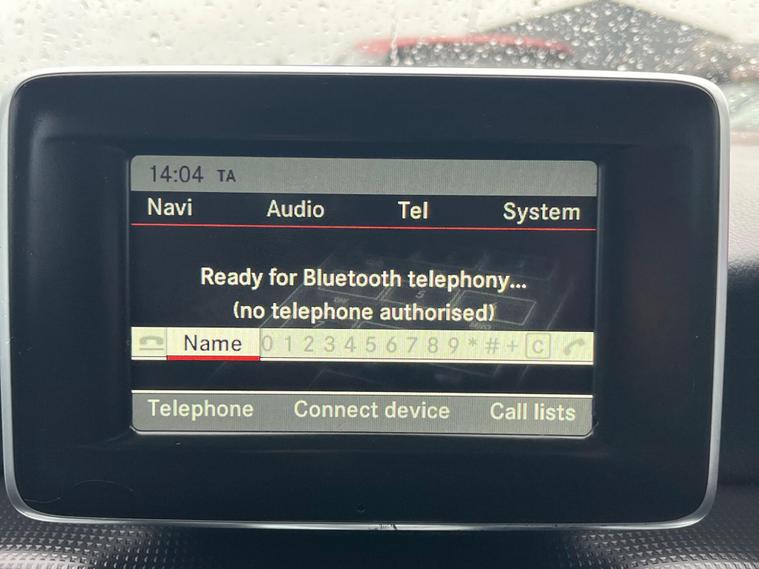 14:04 TA
Navi Audio Tel System
Ready for Bluetooth telephony...
(no telephone authorised)
Name 0 1 2 3 4 5 6 7 8 9 * # + C
Telephone Connect device Call lists